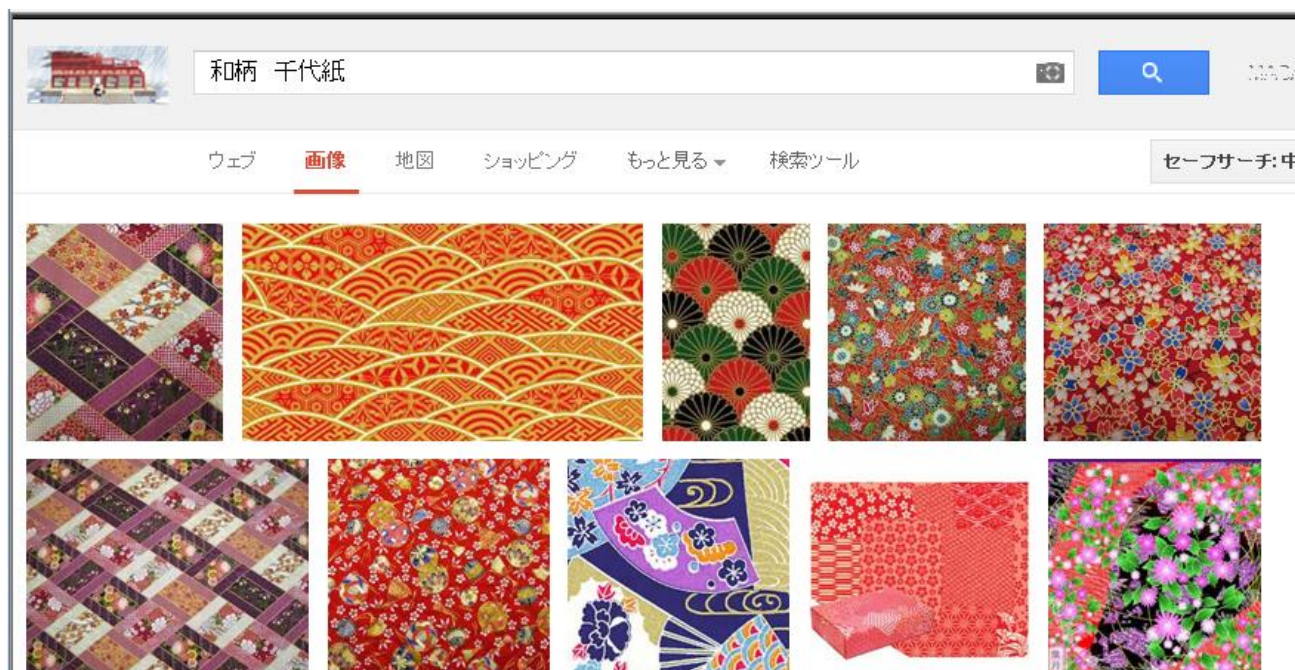 和柄 千代紙
ウェブ 画像 地図 ショッピング もっと見る 検索ツール セーフサーチ: 中